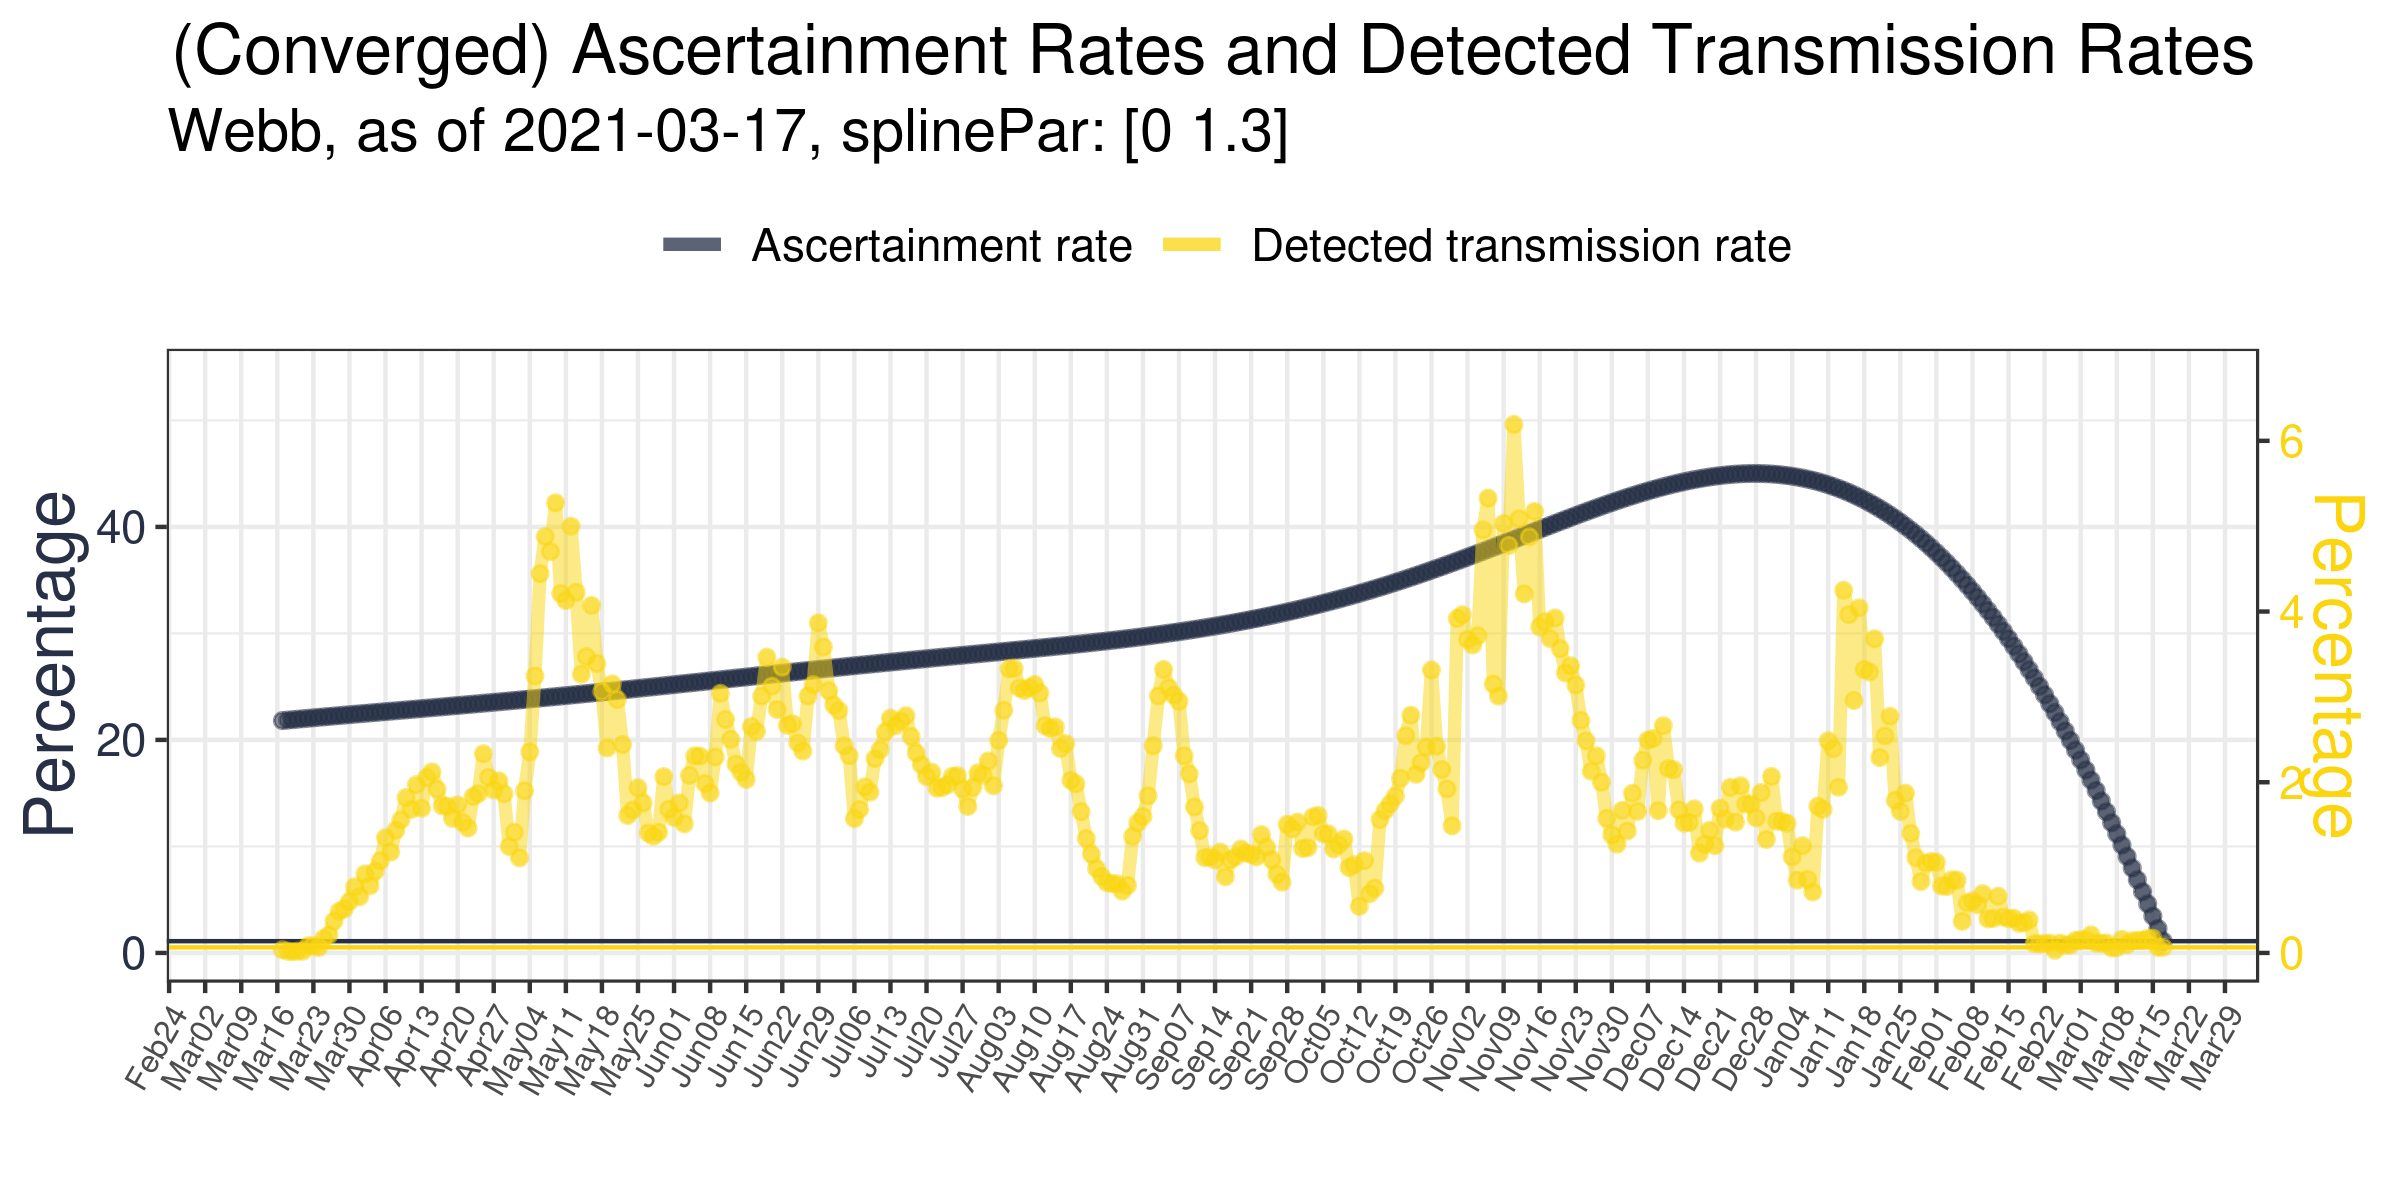 (Converged) Ascertainment Rates and Detected Transmission Rates
Webb, as of 2021-03-17, splinePar: [0 1.3]
Ascertainment rate
Detected transmission rate
Percentage
40
20
0
6
4
2
0
Percentage
Feb24
Mar02
Mar09
Mar16
Mar23
Mar30
Apr06
Apr13
Apr20
Apr27
May04
May11
May18
May25
Jun01
Jun08
Jun15
Jun22
Jun29
Jul06
Jul13
Jul20
Jul27
Aug03
Aug10
Aug17
Aug24
Aug31
Sep07
Sep14
Sep21
Sep28
Oct05
Oct12
Oct19
Oct26
Nov02
Nov09
Nov16
Nov23
Nov30
Dec07
Dec14
Dec21
Dec28
Jan04
Jan11
Jan18
Jan25
Feb01
Feb08
Feb15
Feb22
Mar01
Mar08
Mar15
Mar22
Mar29